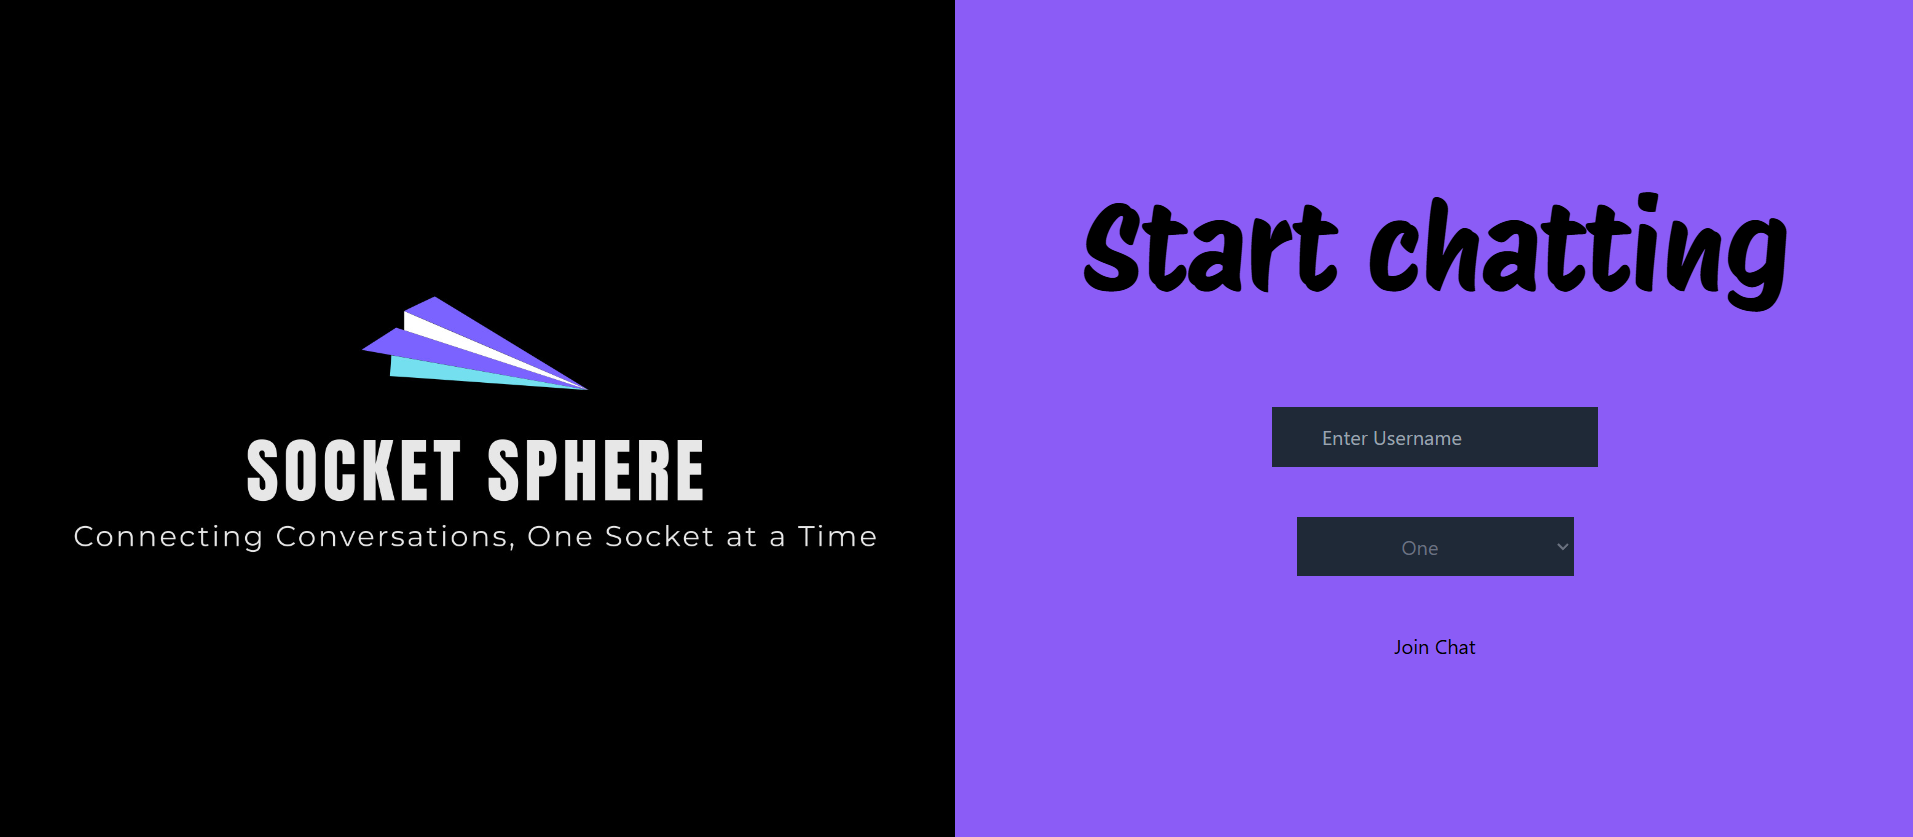 SOCKET SPHERE
Connecting Conversations, One Socket at a Time
Start chatting
Enter Username
One
Join Chat